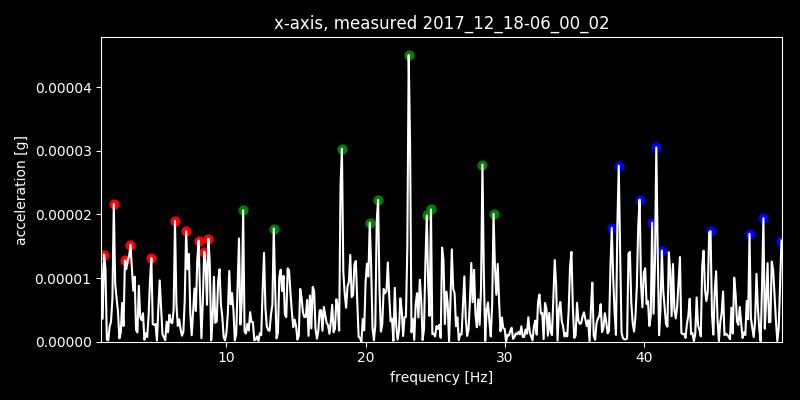 x-axis, measured 2017_12_18-06_00_02
acceleration [g]
0.00004
0.00003
0.00002
0.00001
0.00000
10 20 30 40
frequency [Hz]